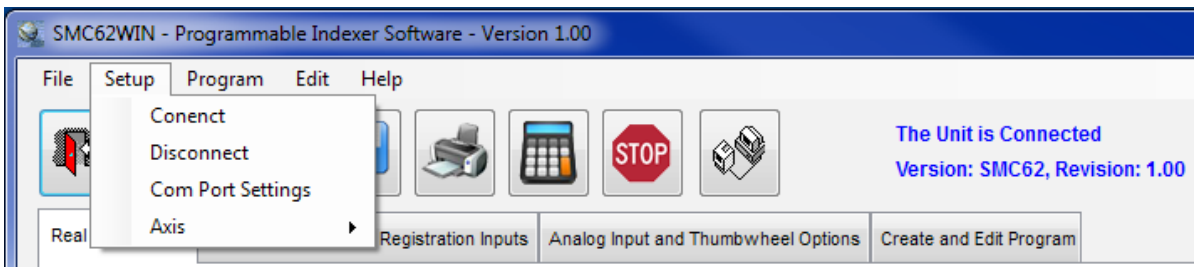 SMC62WIN - Programmable Indexer Software - Version 1.00
File Setup Program Edit Help
Conenct
Disconnect
Com Port Settings
Axis
STOP
The Unit is Connected
Version: SMC62, Revision: 1.00
Real
Registration Inputs
Analog Input and Thumbwheel Options
Create and Edit Program